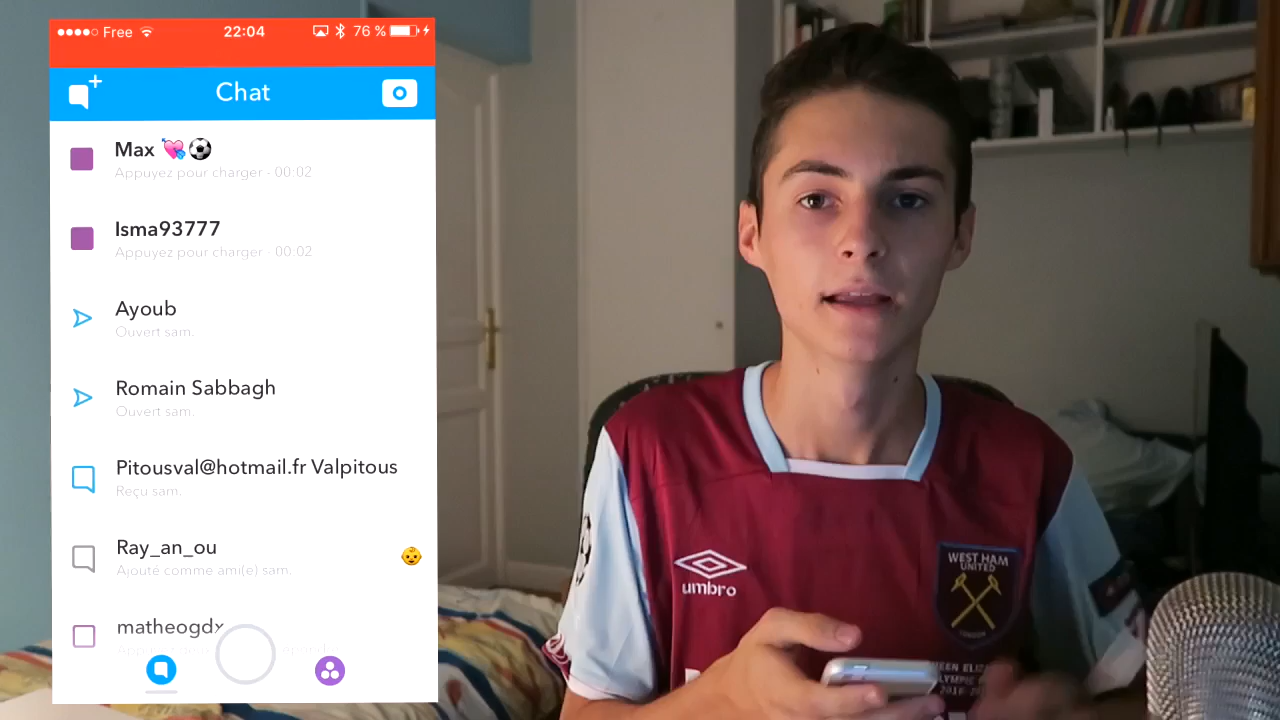 Free 22:04 76 %
Chat
Max 💘⚽
Appuyez pour charger - 00:02
Isma93777
Appuyez pour charger - 00:02
Ayoub
Ouvert sam.
Romain Sabbagh
Ouvert sam.
Pitousval@hotmail.fr Valpitous
Reçu sam.
Ray_an_ou
Ajouté comme ami(e) sam.
matheogdx
umbro
WEST HAM
UNITED
LONDON